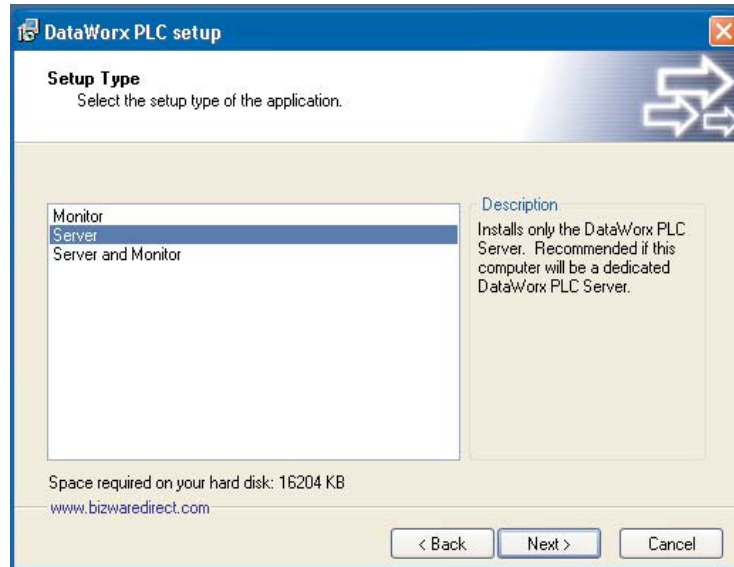 DataWorx PLC setup
Setup Type
Select the setup type of the application.
Monitor
Server
Server and Monitor
Description
Installs only the DataWorx PLC
Server. Recommended if this
computer will be a dedicated
DataWorx PLC Server.
Space required on your hard disk: 16204 KB
www.bizwaredirect.com
< Back
Next >
Cancel